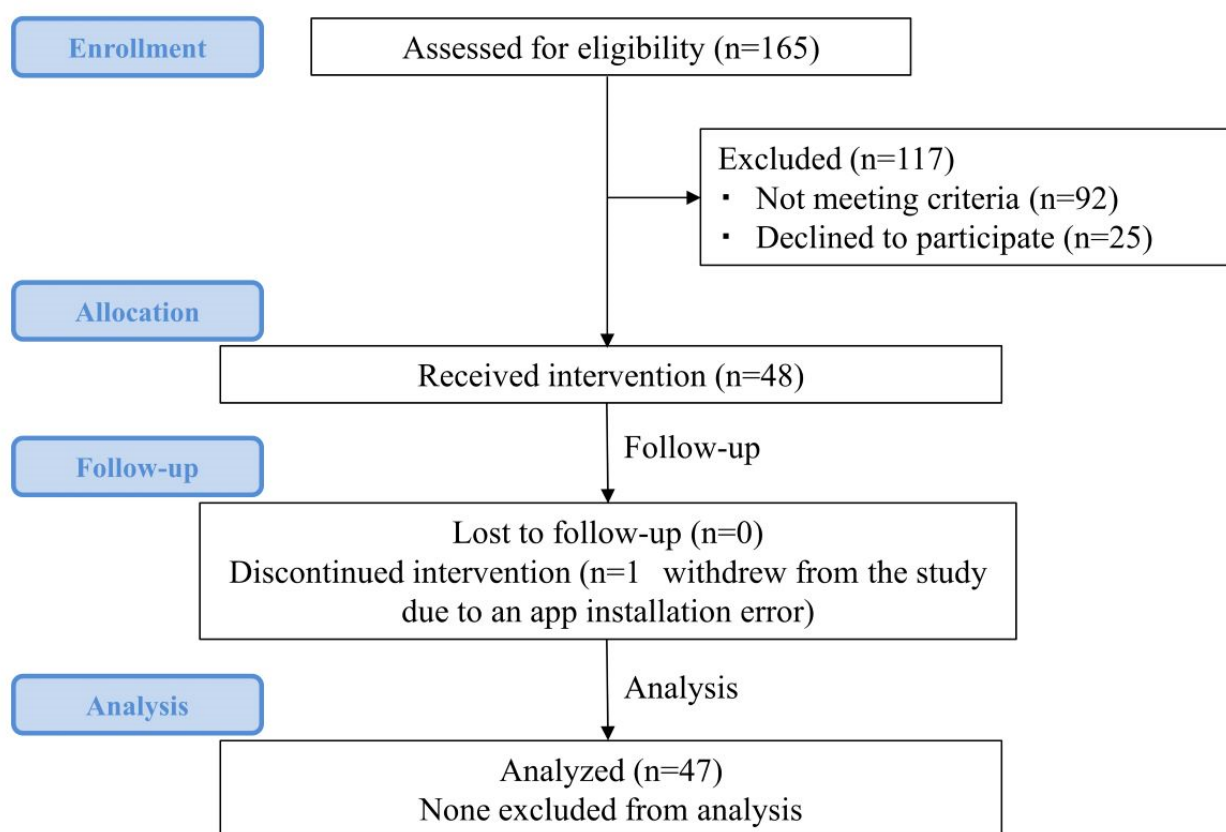 Enrollment
Assessed for eligibility (n=165)
Excluded (n=117)
▪ Not meeting criteria (n=92)
▪ Declined to participate (n=25)
Allocation
Received intervention (n=48)
Follow-up
Follow-up
Lost to follow-up (n=0)
Discontinued intervention (n=1 withdrew from the study
due to an app installation error)
Analysis
Analysis
Analyzed (n=47)
None excluded from analysis